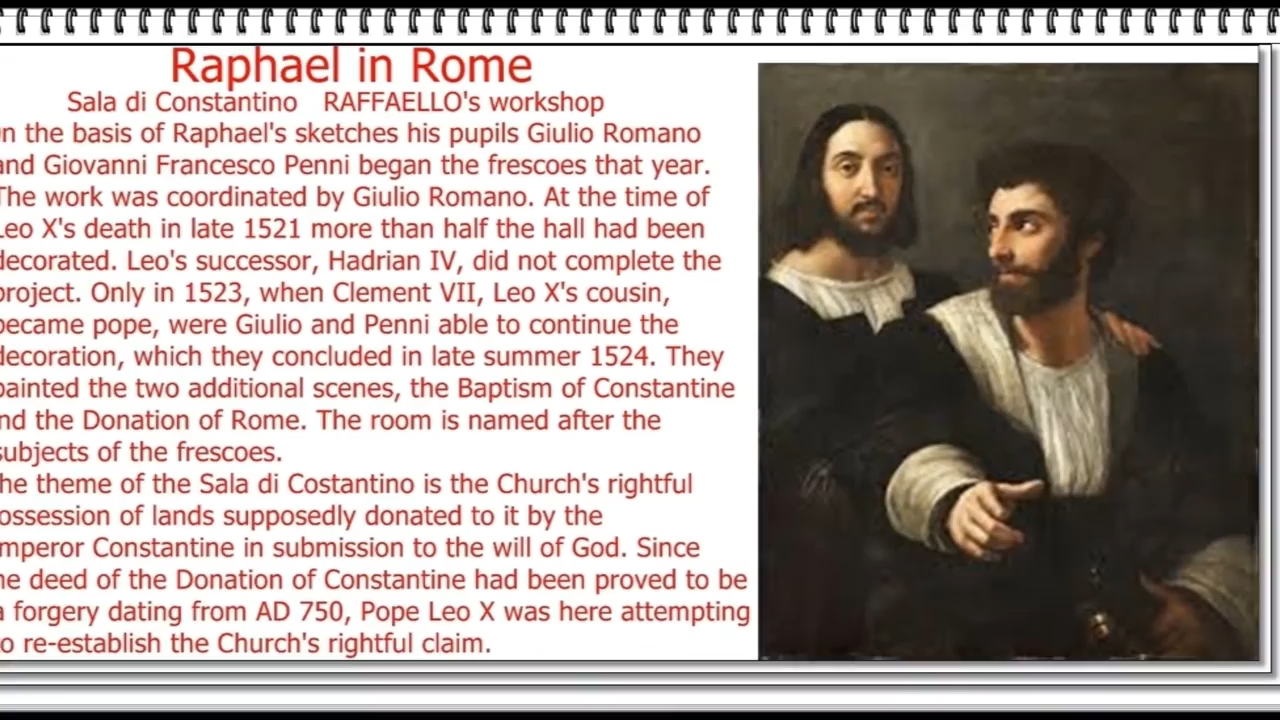 Raphael in Rome
Sala di Constantino RAFFAELLO's workshop
n the basis of Raphael's sketches his pupils Giulio Romano
and Giovanni Francesco Penni began the frescoes that year.
The work was coordinated by Giulio Romano. At the time of
Leo X's death in late 1521 more than half the hall had been
decorated. Leo's successor, Hadrian IV, did not complete the
project. Only in 1523, when Clement VII, Leo X's cousin,
became pope, were Giulio and Penni able to continue the
decoration, which they concluded in late summer 1524. They
painted the two additional scenes, the Baptism of Constantine
nd the Donation of Rome. The room is named after the
subjects of the frescoes.
he theme of the Sala di Costantino is the Church's rightful
ossession of lands supposedly donated to it by the
mperor Constantine in submission to the will of God. Since
he deed of the Donation of Constantine had been proved to be
a forgery dating from AD 750, Pope Leo X was here attempting
to re-establish the Church's rightful claim.